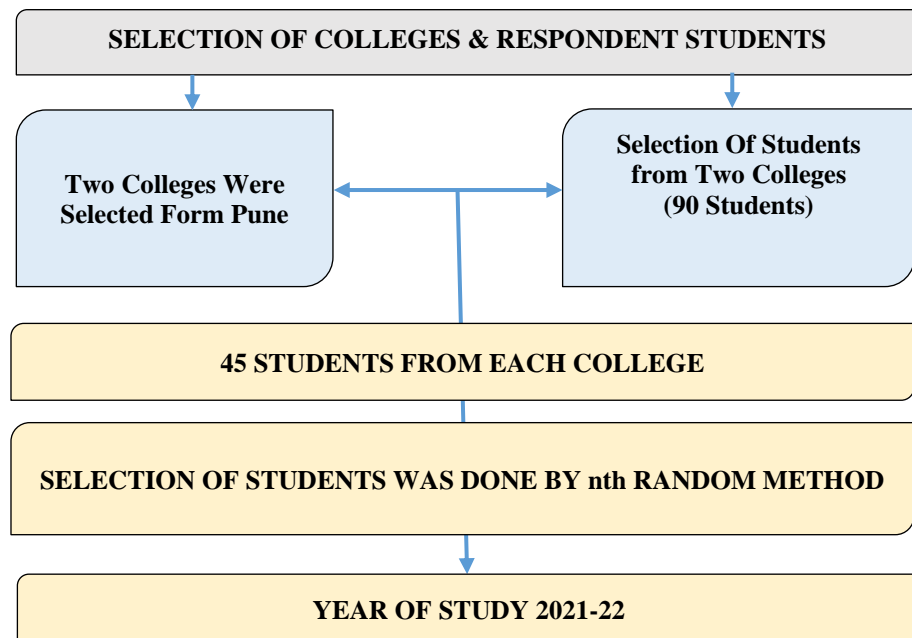 SELECTION OF COLLEGES & RESPONDENT STUDENTS
Two Colleges Were
Selected Form Pune
Selection Of Students
from Two Colleges
(90 Students)
45 STUDENTS FROM EACH COLLEGE
SELECTION OF STUDENTS WAS DONE BY nth RANDOM METHOD
YEAR OF STUDY 2021-22